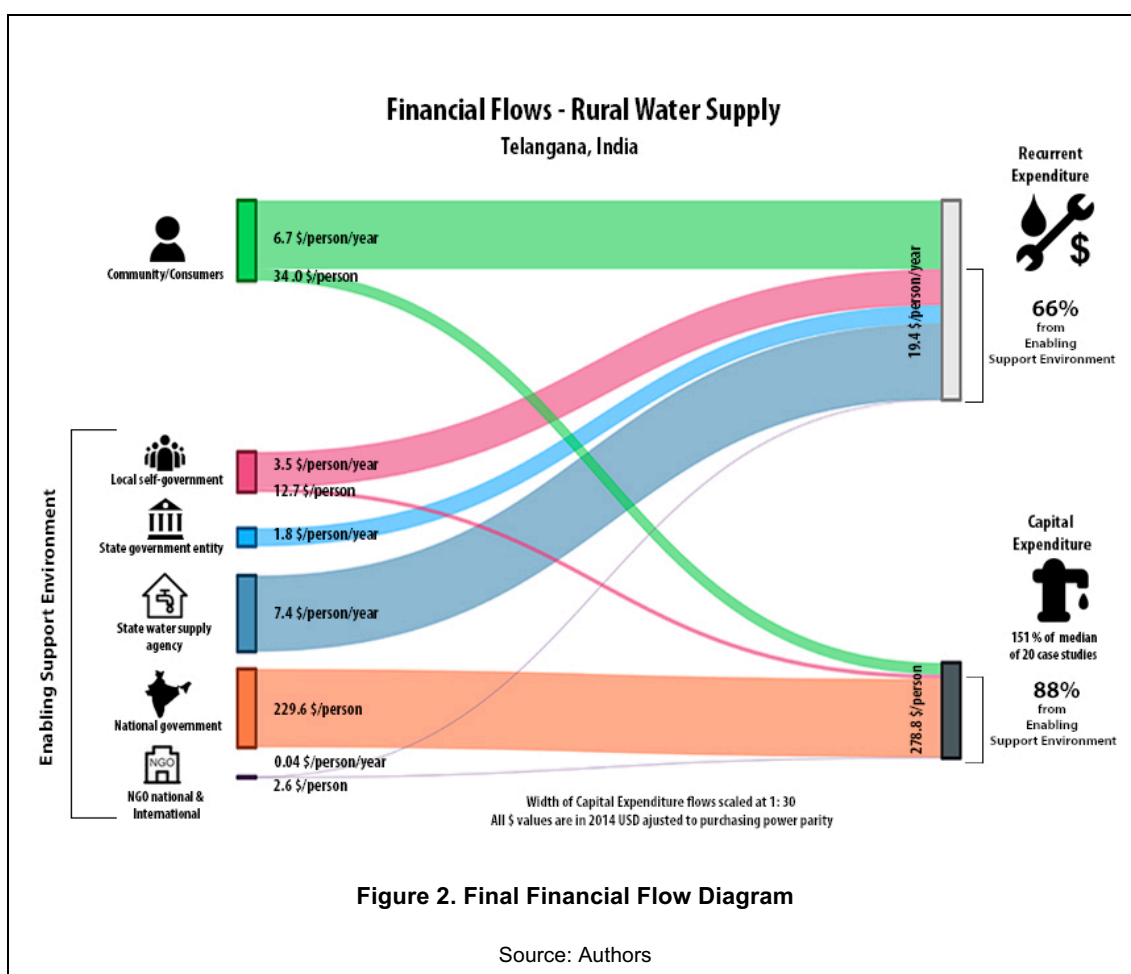 Financial Flows - Rural Water Supply
Telangana, India
Community/Consumers
6.7 $/person/year
34.0 $/person
Enabling Support Environment
Local self-government
3.5 $/person/year
12.7 $/person
State government entity
1.8 $/person/year
State water supply
agency
7.4 $/person/year
National government
229.6 $/person
NGO
NGO national &
International
0.04 $/person/year
2.6 $/person
Recurrent
Expenditure
$
19.4 $/person/year
66%
from
Enabling
Support Environment
Capital
Expenditure
151 % of median
of 20 case studies
278.8 $/person
88%
from
Enabling
Support Environment
Width of Capital Expenditure flows scaled at 1: 30
All $ values are in 2014 USD ajusted to purchasing power parity
Figure 2. Final Financial Flow Diagram
Source: Authors